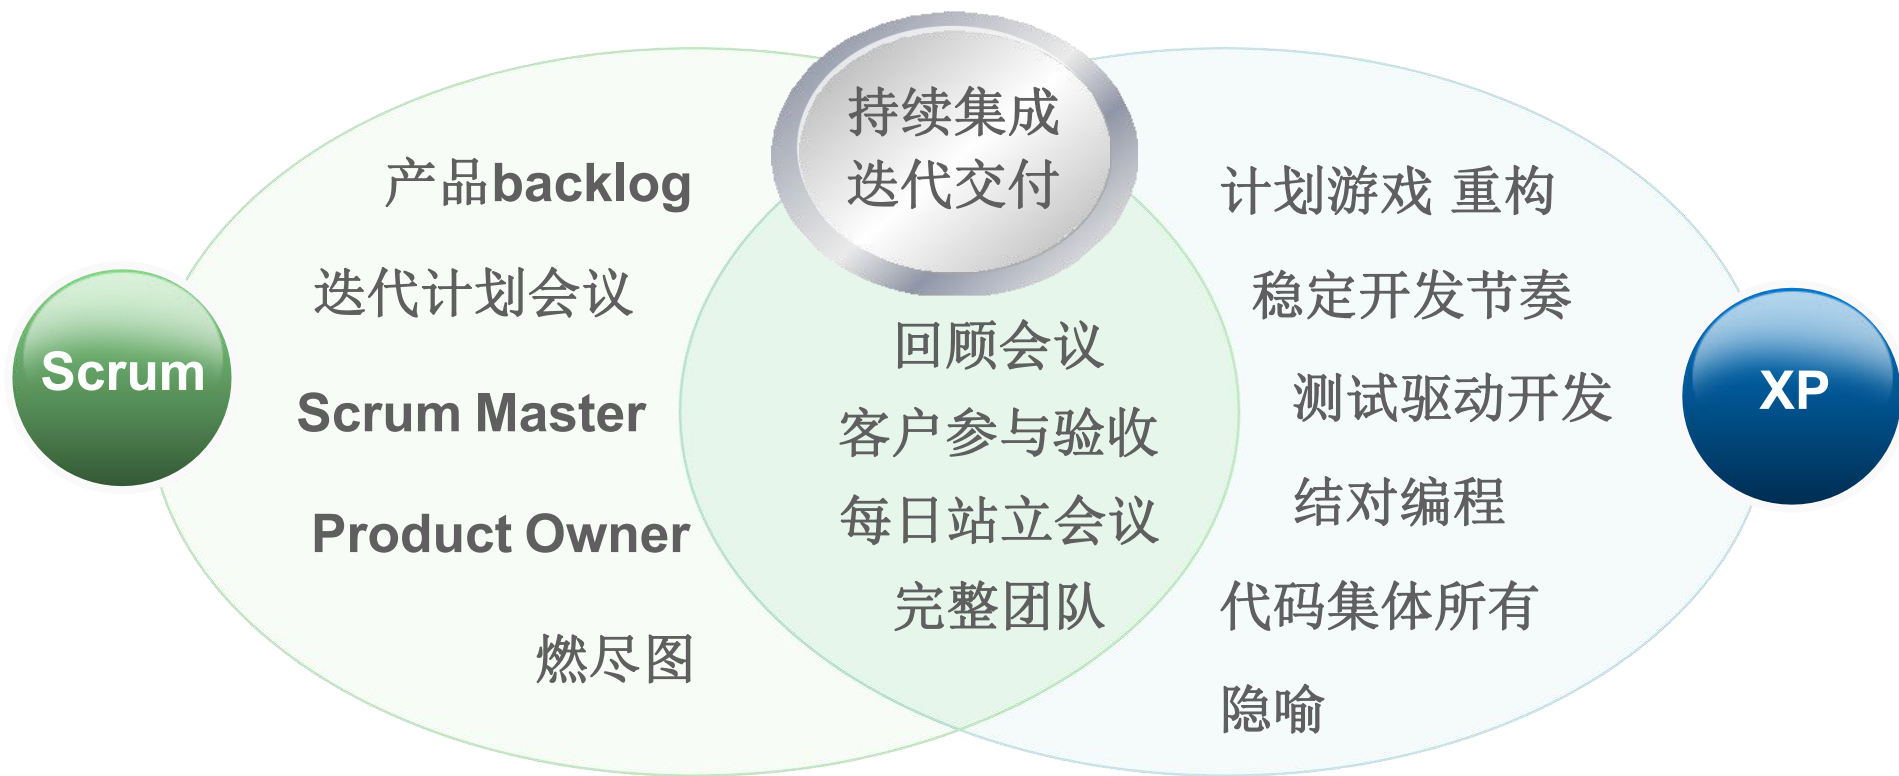 持续集成
迭代交付
Scrum
产品backlog
迭代计划会议
Scrum Master
Product Owner
燃尽图
回顾会议
客户参与验收
每日站立会议
完整团队
计划游戏 重构
稳定开发节奏
测试驱动开发
结对编程
代码集体所有
隐喻
XP